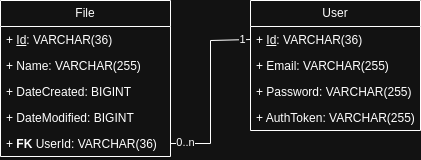 File
+ Id: VARCHAR(36)
+ Name: VARCHAR(255)
+ DateCreated: BIGINT
+ DateModified: BIGINT
+ FK UserId: VARCHAR(36)
0..n
1
User
+ Id: VARCHAR(36)
+ Email: VARCHAR(255)
+ Password: VARCHAR(255)
+ AuthToken: VARCHAR(255)